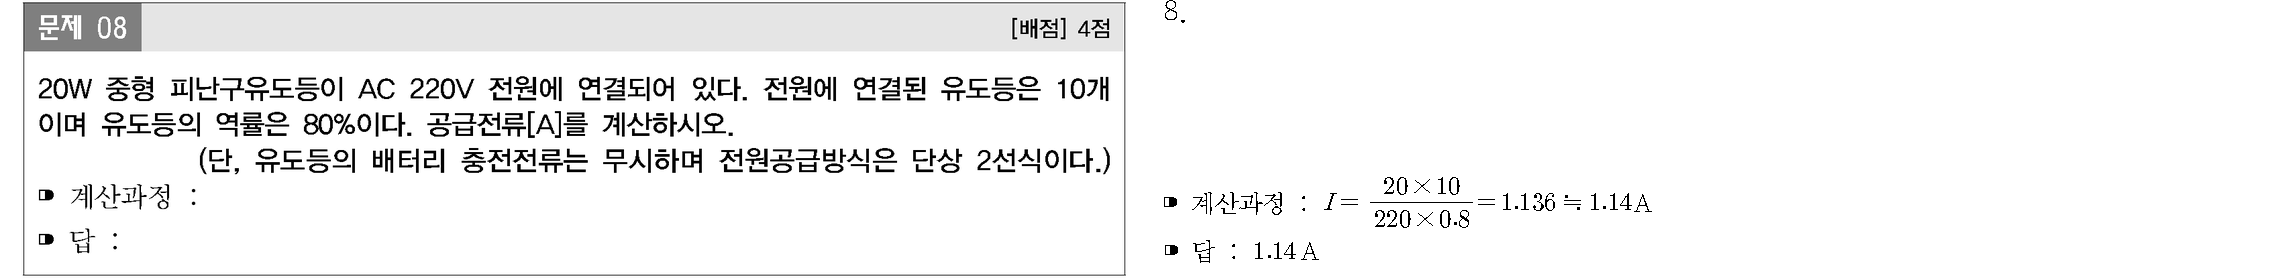 문제 08
[배점] 4점
20W 중형 피난구유도등이 AC 220V 전원에 연결되어 있다. 전원에 연결된 유도등은 10개
이며 유도등의 역률은 80%이다. 공급전류[A]를 계산하시오.
(단, 유도등의 배터리 충전전류는 무시하며 전원공급방식은 단상 2선식이다.)
➠ 계산과정 :
➠ 답 :
8.
➠ 계산과정 : I = \frac{20×10}{220×0.8} = 1.136 ≒ 1.14A
➠ 답 : 1.14A